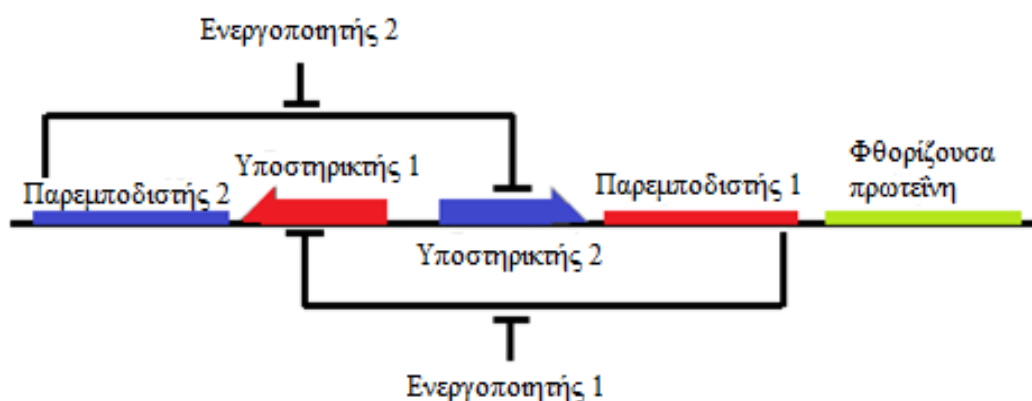 Ενεργοποιητής 2
Υποστηρικτής 1
Φθορίζουσα
πρωτεΐνη
Παρεμποδιστής 2
Παρεμποδιστής 1
Υποστηρικτής 2
Ενεργοποιητής 1